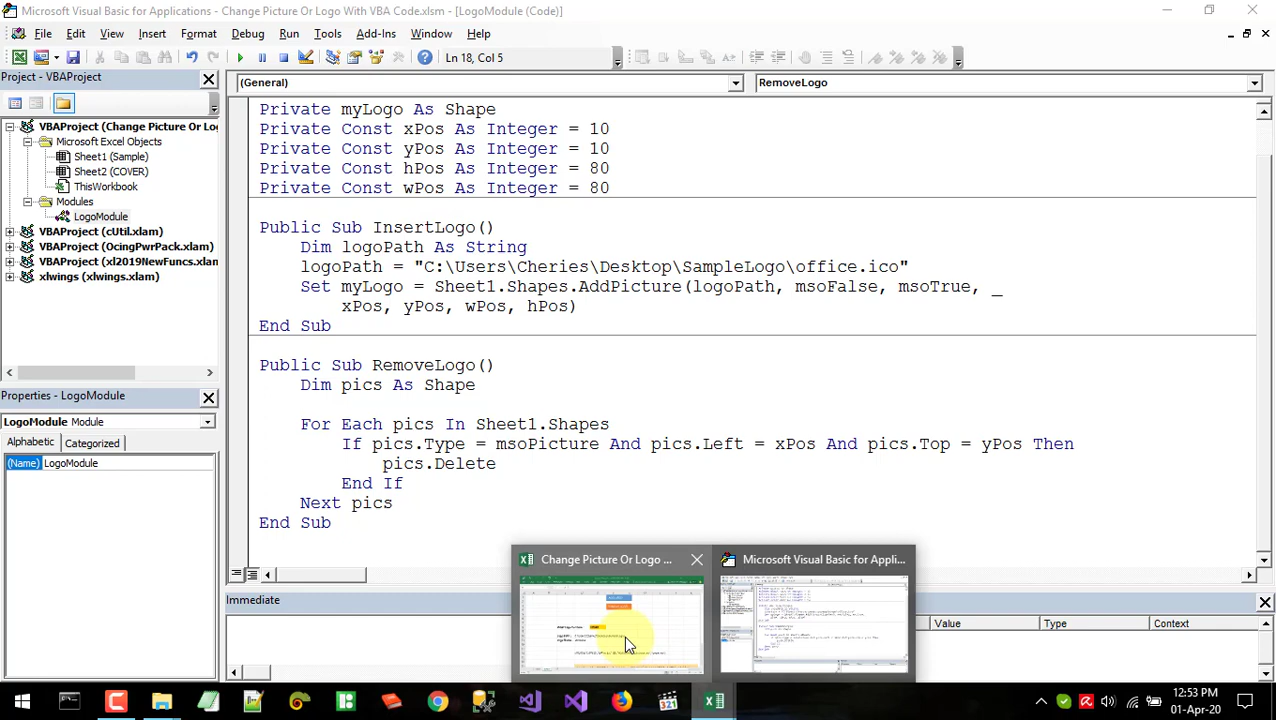 Microsoft Visual Basic for Applications - Change Picture Or Logo With VBA Code.xlsm - [LogoModule (Code)]
File Edit View Insert Format Debug Run Tools Add-Ins Window Help
Ln 18, Col 5
Project - VBAProject
(General)
RemoveLogo
VBAProject (Change Picture Or Log
Microsoft Excel Objects
Sheet1 (Sample)
Sheet2 (COVER)
ThisWorkbook
Modules
LogoModule
VBAProject (cUtil.xlam)
VBAProject (OcingPwrPack.xlam)
VBAProject (xl2019NewFuncs.xlam
xlwings (xlwings.xlam)
Properties - LogoModule
LogoModule Module
Alphabetic Categorized
(Name) LogoModule
Private myLogo As Shape
Private Const xPos As Integer = 10
Private Const yPos As Integer = 10
Private Const hPos As Integer = 80
Private Const wPos As Integer = 80
Public Sub InsertLogo()
Dim logoPath As String
logoPath = "C:\Users\Cheries\Desktop\SampleLogo\office.ico"
Set myLogo = Sheet1.Shapes.AddPicture(logoPath, msoFalse, msoTrue, _
xPos, yPos, wPos, hPos)
End Sub
Public Sub RemoveLogo()
Dim pics As Shape
For Each pics In Sheet1.Shapes
If pics.Type = msoPicture And pics.Left = xPos And pics.Top = yPos Then
pics.Delete
End If
Next pics
End Sub
Immediate
Value Type Context
Change Picture Or Logo ...
Microsoft Visual Basic for Appli...
321
12:53 PM
01-Apr-20